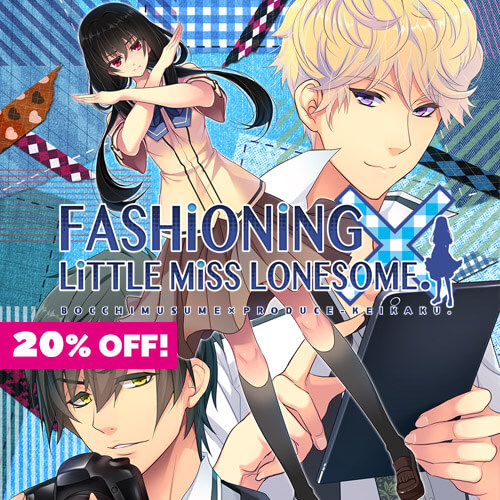 FASHiONiNG
LiTTLE MiSS LONESOME.
BOCCHIMUSUME×PRODUCE-KEIKAKU.
20% OFF!